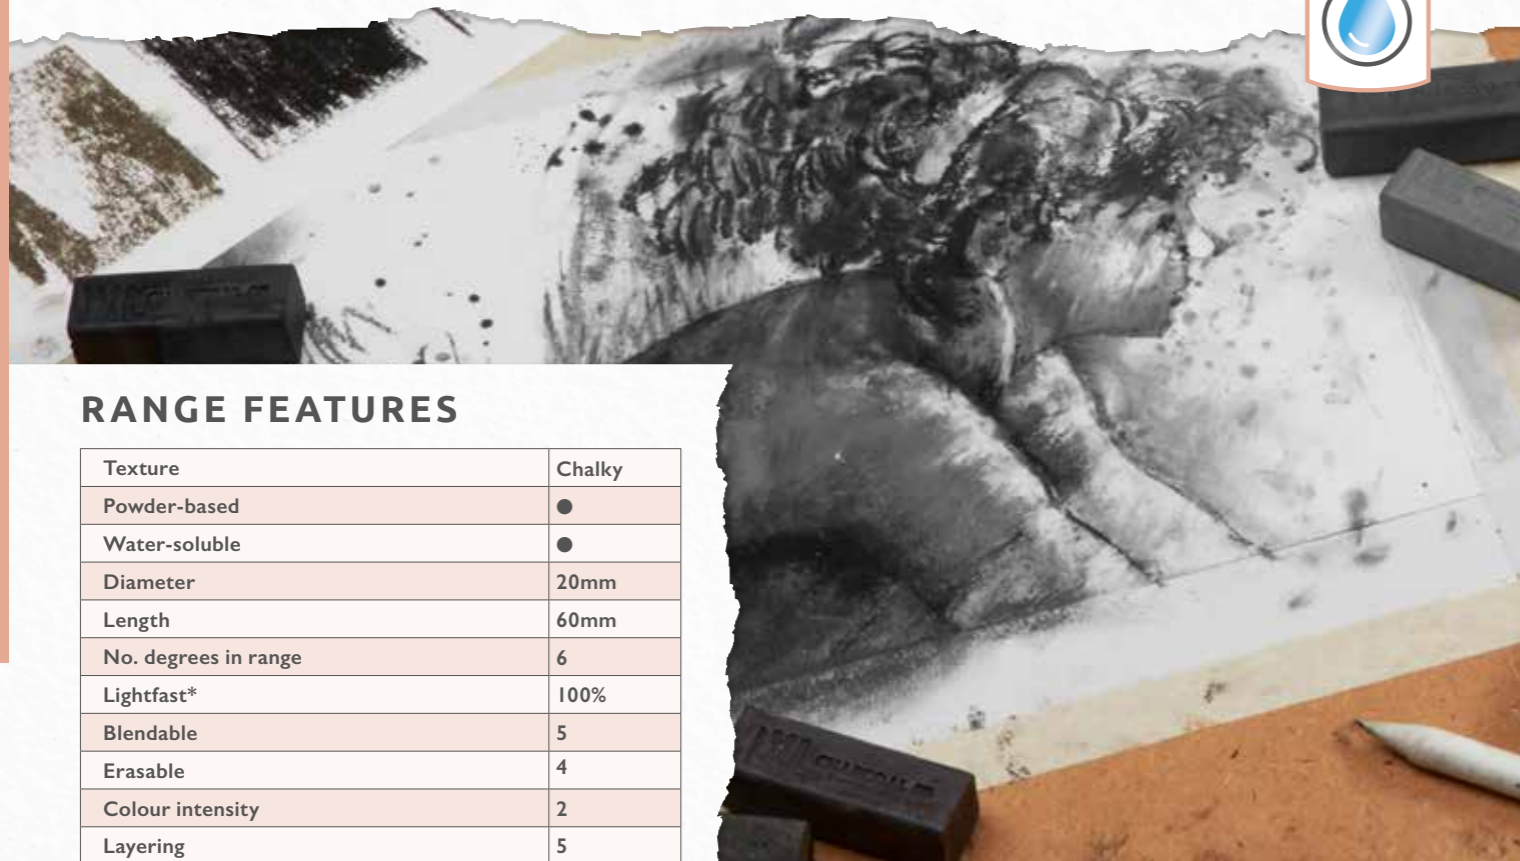 RANGE FEATURES
Texture Chalky
Powder-based ●
Water-soluble ●
Diameter 20mm
Length 60mm
No. degrees in range 6
Lightfast* 100%
Blendable 5
Erasable 4
Colour intensity 2
Layering 5